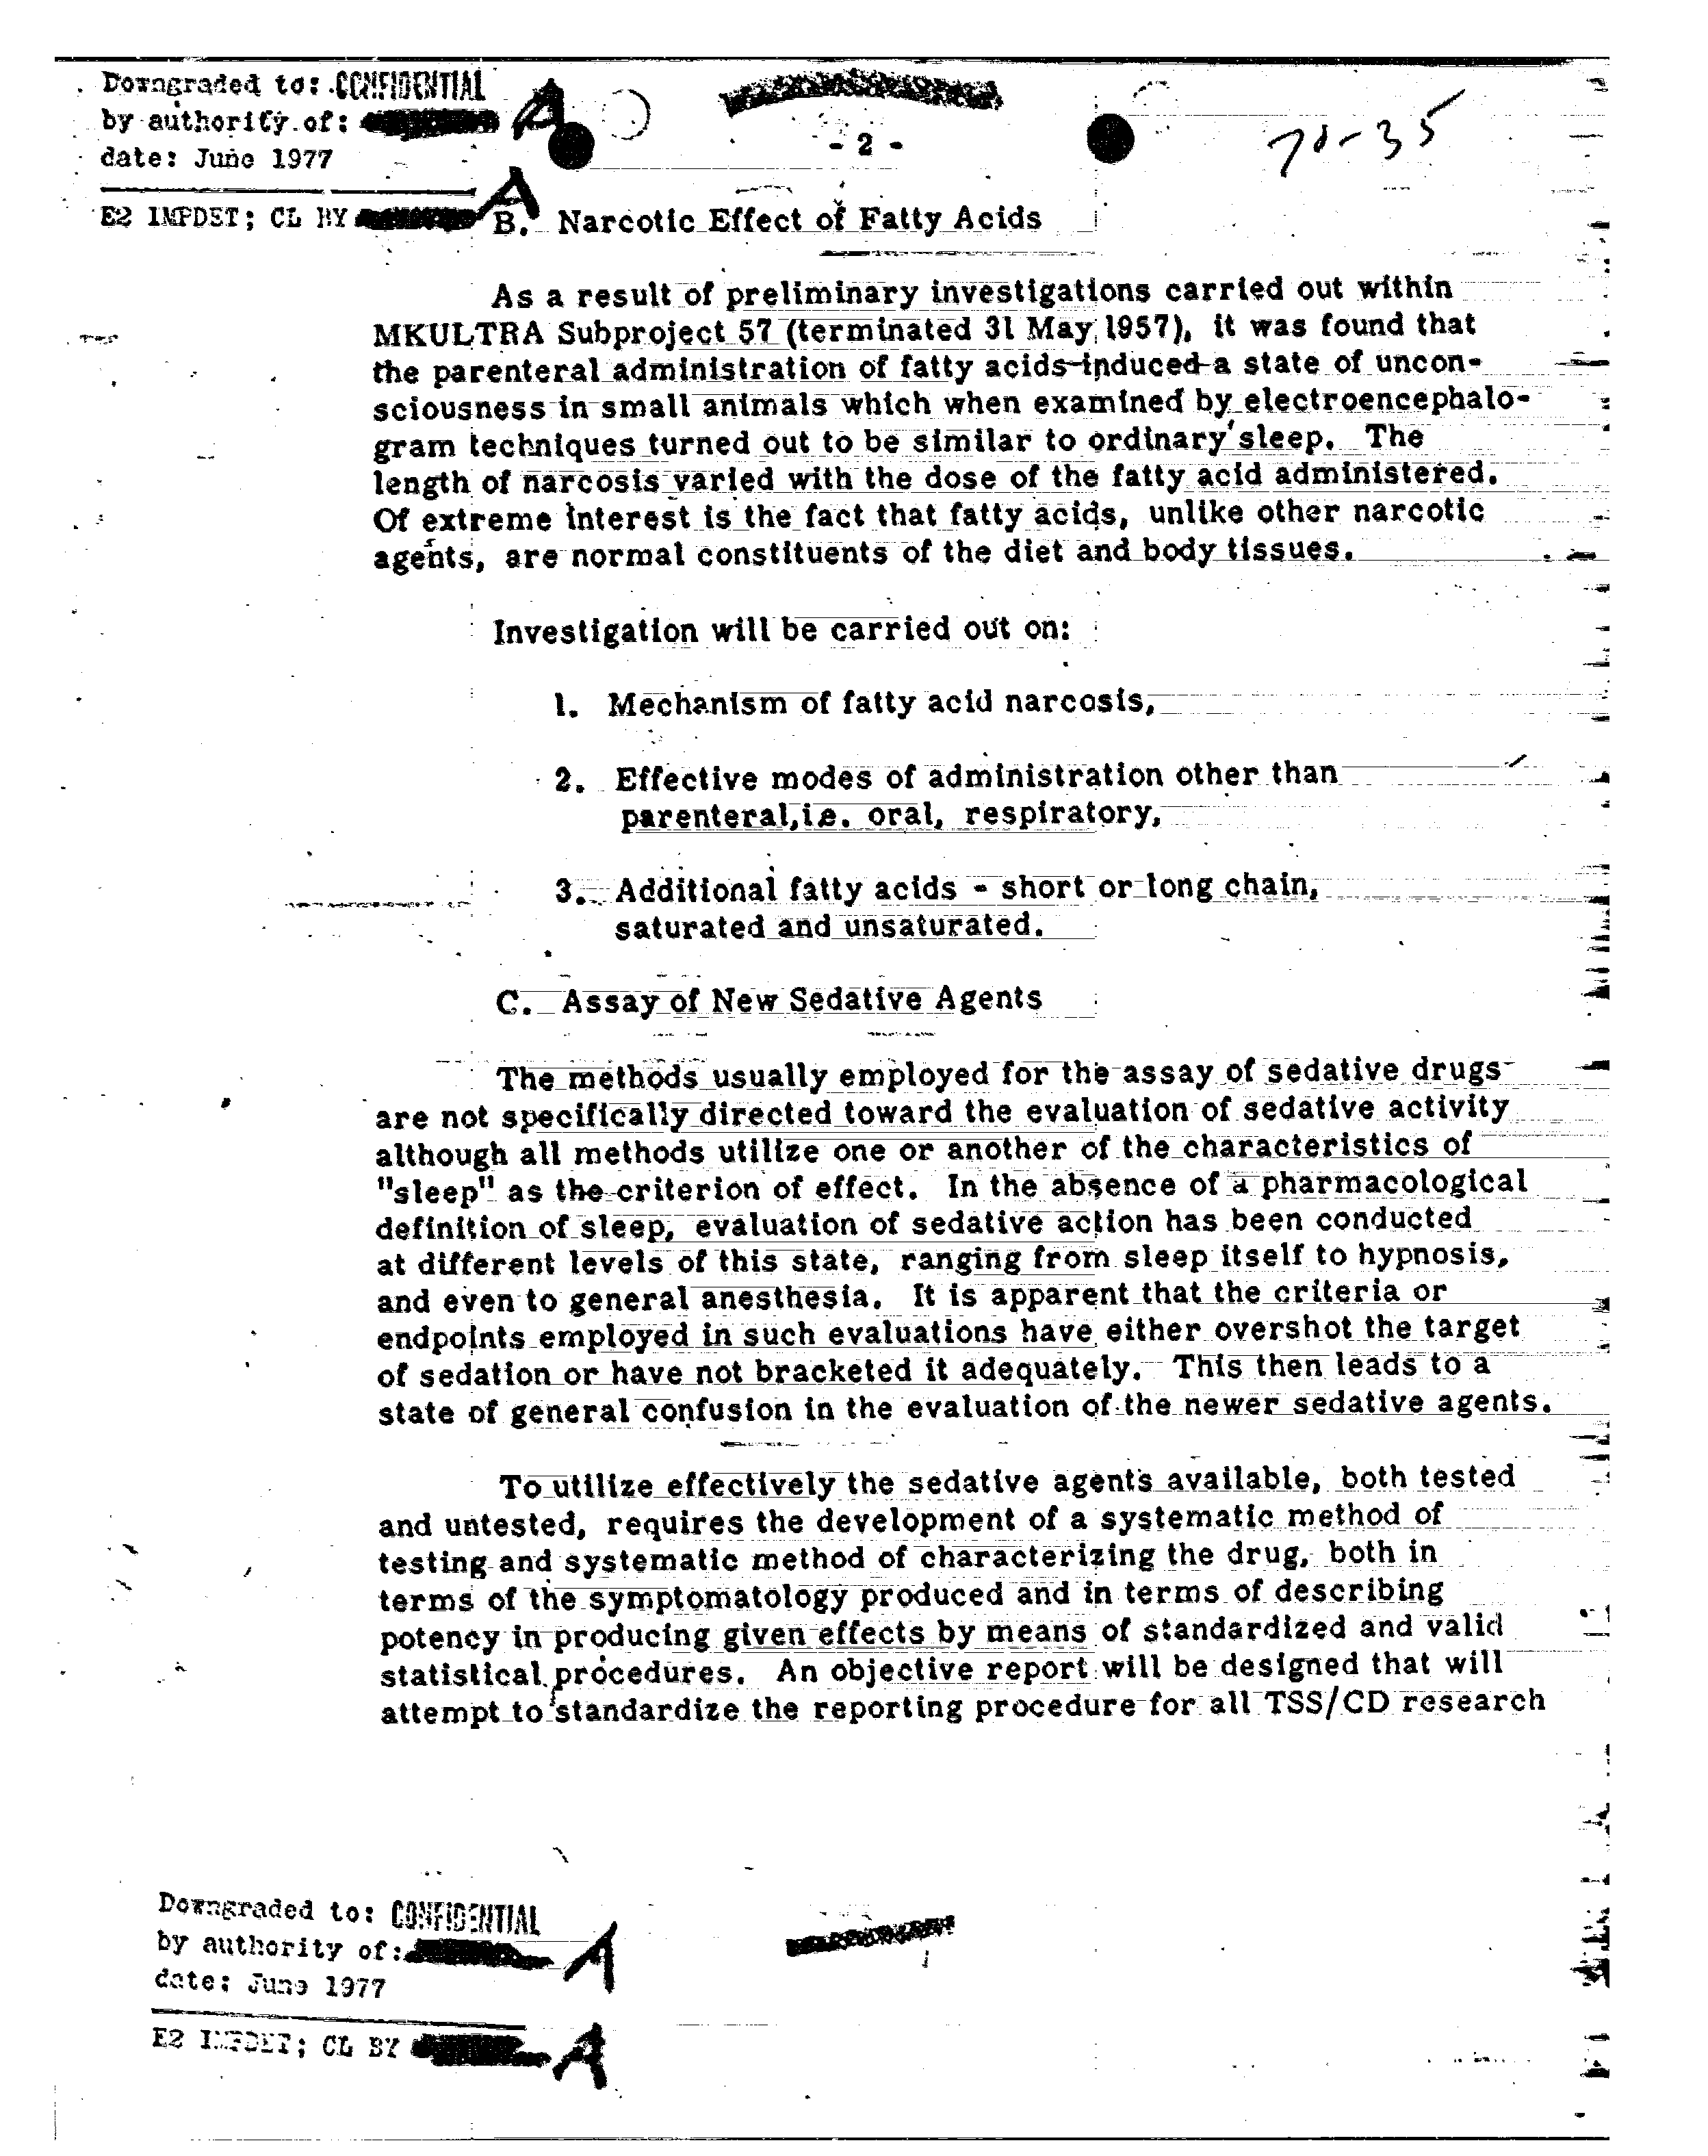 Downgraded to: CONFIDENTIAL
by authority of: A
date: June 1977
- 2 -
E2 IMPDET; CL BY A
B. Narcotic Effect of Fatty Acids
As a result of preliminary investigations carried out within
MKULTRA Subproject 57 (terminated 31 May 1957), it was found that
the parenteral administration of fatty acids induced a state of uncon-
sciousness in small animals which when examined by electroencephalo-
gram techniques turned out to be similar to ordinary sleep. The
length of narcosis varied with the dose of the fatty acid administered.
Of extreme interest is the fact that fatty acids, unlike other narcotic
agents, are normal constituents of the diet and body tissues.
Investigation will be carried out on:
1. Mechanism of fatty acid narcosis,
2. Effective modes of administration other than
parenteral, i.e. oral, respiratory,
3. Additional fatty acids - short or long chain,
saturated and unsaturated.
C. Assay of New Sedative Agents
The methods usually employed for the assay of sedative drugs
are not specifically directed toward the evaluation of sedative activity
although all methods utilize one or another of the characteristics of
"sleep" as the criterion of effect. In the absence of a pharmacological
definition of sleep, evaluation of sedative action has been conducted
at different levels of this state, ranging from sleep itself to hypnosis,
and even to general anesthesia. It is apparent that the criteria or
endpoints employed in such evaluations have either overshot the target
of sedation or have not bracketed it adequately. This then leads to a
state of general confusion in the evaluation of the newer sedative agents.
To utilize effectively the sedative agents available, both tested
and untested, requires the development of a systematic method of
testing and systematic method of characterizing the drug, both in
terms of the symptomatology produced and in terms of describing
potency in producing given effects by means of standardized and valid
statistical procedures. An objective report will be designed that will
attempt to standardize the reporting procedure for all TSS/CD research
Downgraded to: CONFIDENTIAL
by authority of: A
date: June 1977
E2 IMPDET; CL BY A